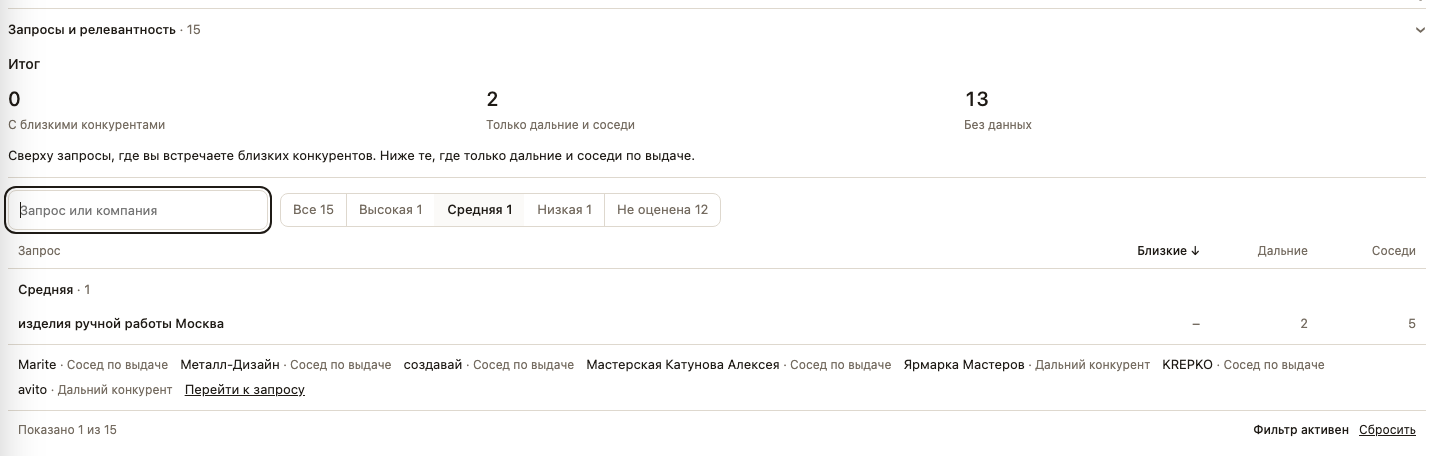 Запросы и релевантность · 15
Итог
0 2 13
С близкими конкурентами Только дальние и соседи Без данных
Сверху запросы, где вы встречаете близких конкурентов. Ниже те, где только дальние и соседи по выдаче.
Запрос или компания Все 15 Высокая 1 Средняя 1 Низкая 1 Не оценена 12
Запрос Близкие ↓ Дальние Соседи
Средняя · 1
изделия ручной работы Москва – 2 5
Marite · Сосед по выдаче Металл-Дизайн · Сосед по выдаче создавай · Сосед по выдаче Мастерская Катунова Алексея · Сосед по выдаче Ярмарка Мастеров · Дальний конкурент KREPKO · Сосед по выдаче
avito · Дальний конкурент Перейти к запросу
Показано 1 из 15 Фильтр активен Сбросить